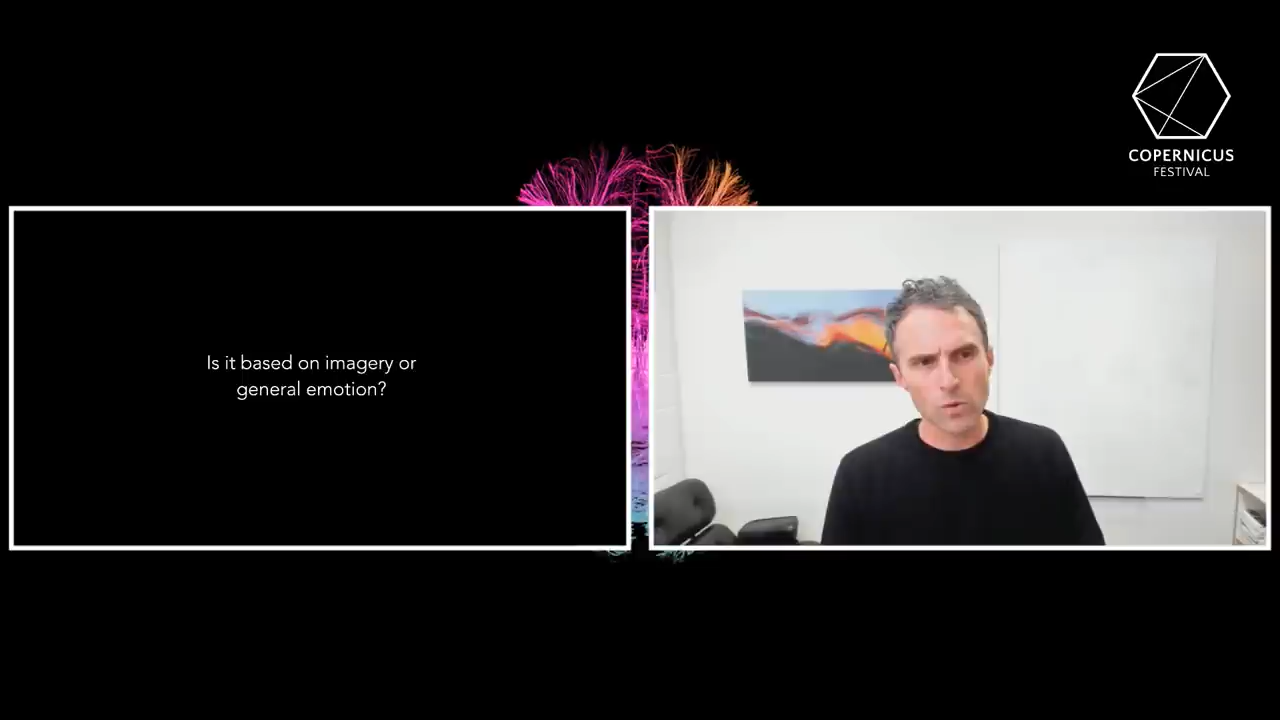 COPERNICUS
FESTIVAL
Is it based on imagery or
general emotion?